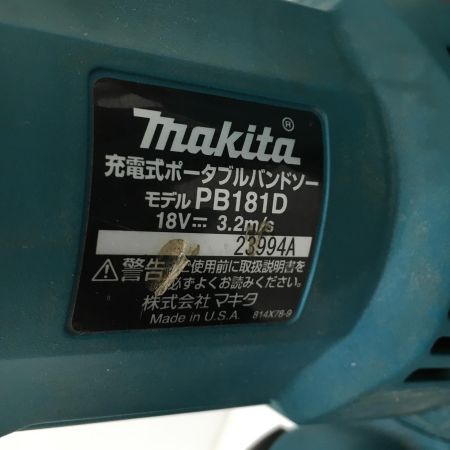 makita®
充電式ポータブルバンドソー
モデル PB181D
18V⎓ 3.2m/s
23994A
⚠警告 使用前に取扱説明書を
必ずよくお読みください。
株式会社 マキタ
Made in U.S.A. 814X76-9